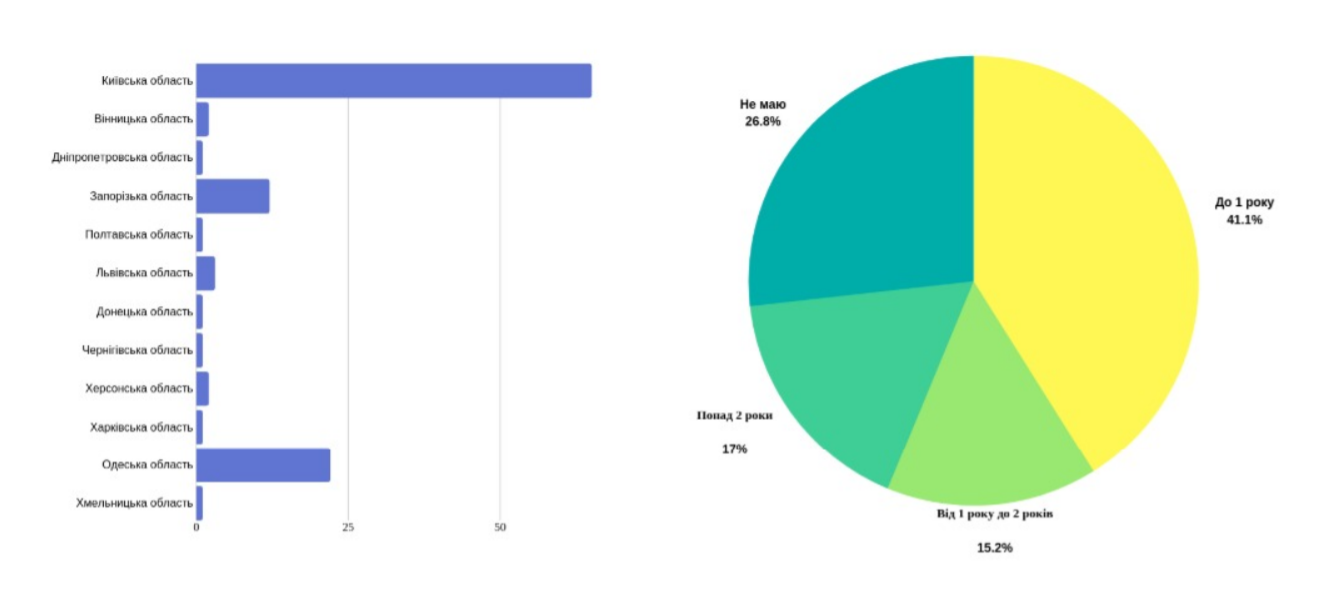 Київська область
Вінницька область
Дніпропетровська область
Запорізька область
Полтавська область
Львівська область
Донецька область
Чернігівська область
Херсонська область
Харківська область
Одеська область
Хмельницька область
0
25
50
Не маю
26.8%
До 1 року
41.1%
Понад 2 роки
17%
Від 1 року до 2 років
15.2%